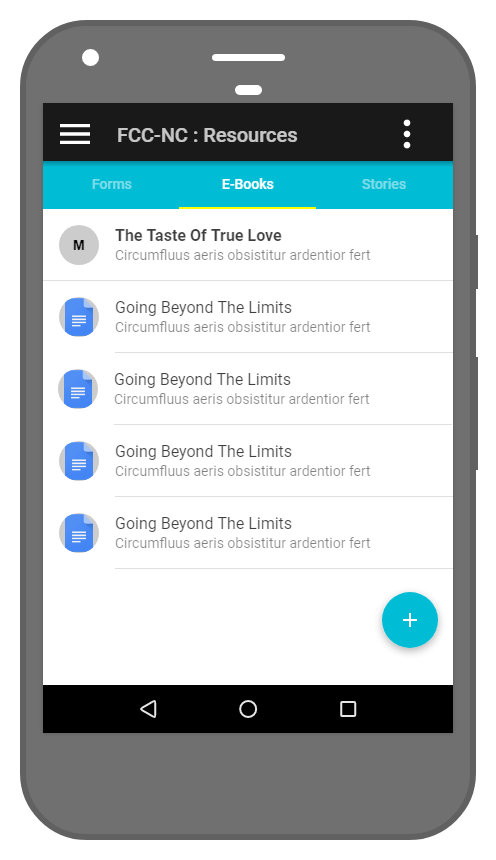 FCC-NC : Resources
Forms E-Books Stories
The Taste Of True Love
M
Circumfluus aeris obsistitur ardentior fert
Going Beyond The Limits
Circumfluus aeris obsistitur ardentior fert
Going Beyond The Limits
Circumfluus aeris obsistitur ardentior fert
Going Beyond The Limits
Circumfluus aeris obsistitur ardentior fert
Going Beyond The Limits
Circumfluus aeris obsistitur ardentior fert